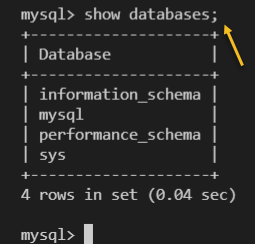 mysql> show databases;
+--------------------+
| Database           |
+--------------------+
| information_schema |
| mysql              |
| performance_schema |
| sys                |
+--------------------+
4 rows in set (0.04 sec)
mysql>